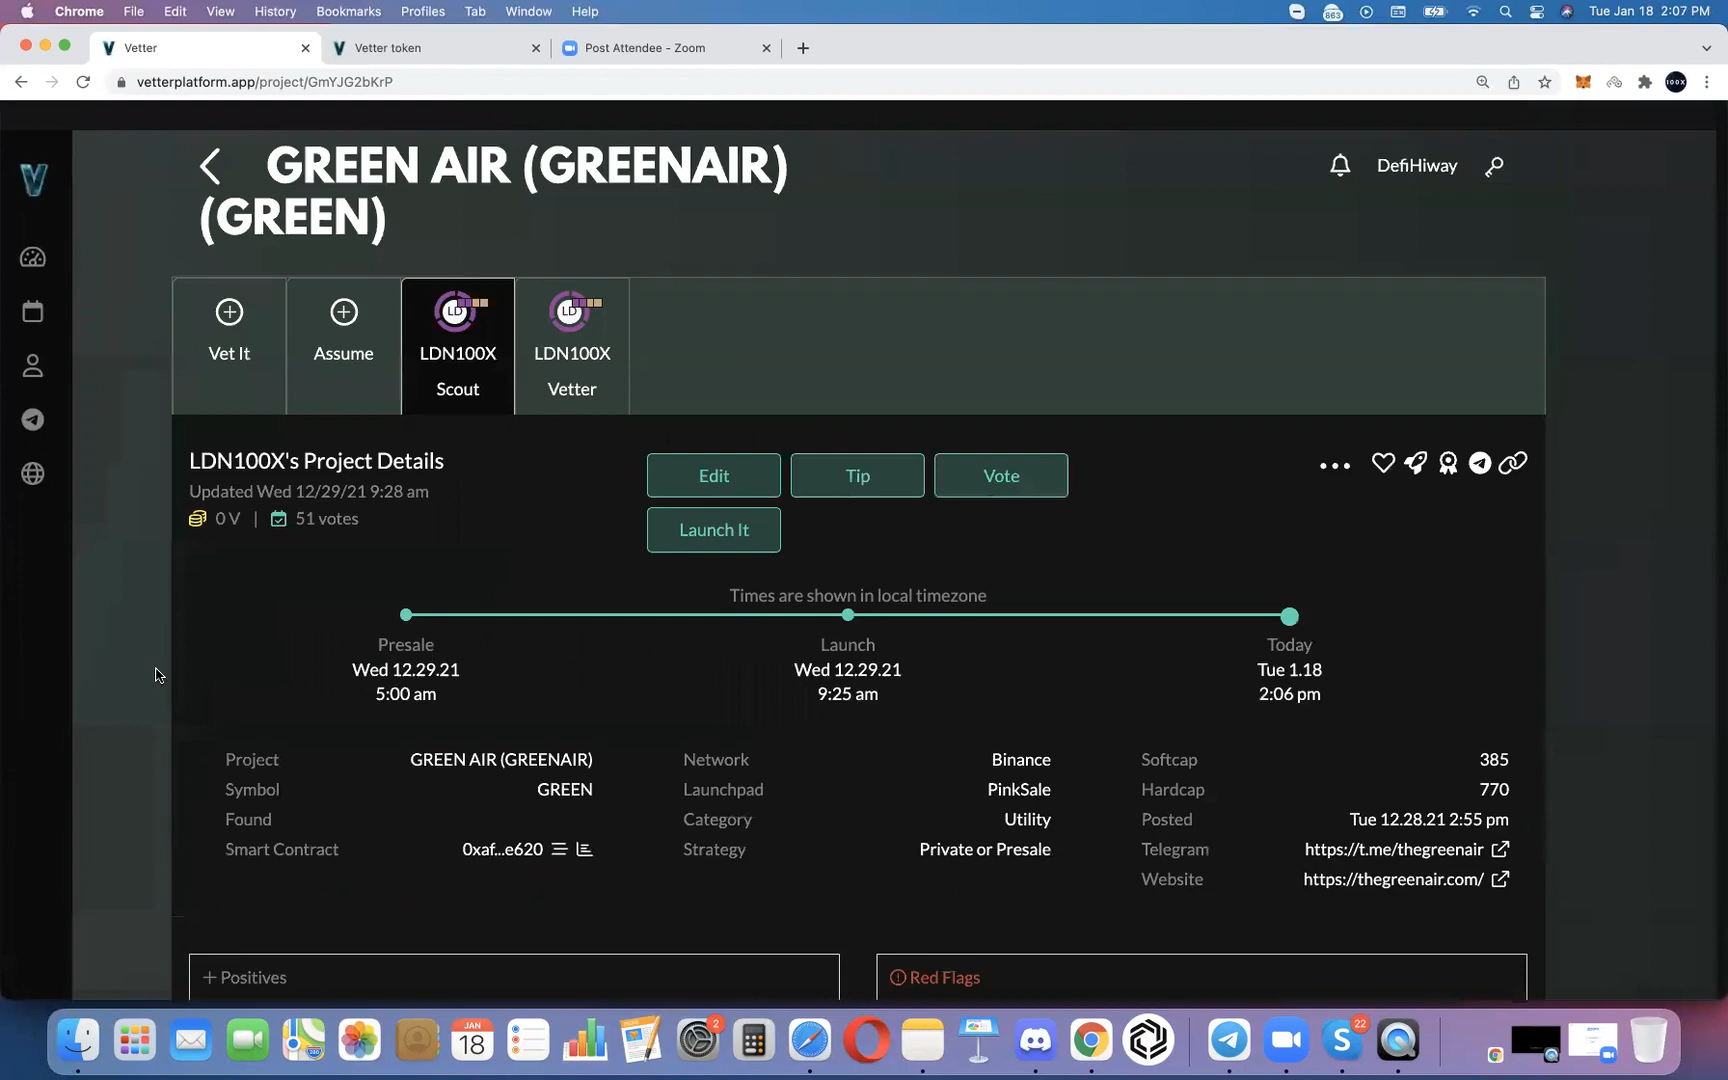 Chrome File Edit View History Bookmarks Profiles Tab Window Help 863 Tue Jan 18 2:07 PM
Vetter Vetter token Post Attendee - Zoom
vetterplatform.app/project/GmYJG2bKrP 100X
V GREEN AIR (GREENAIR) DefiHiway
(GREEN)
LD LD
Vet It Assume LDN100X LDN100X
Scout Vetter
LDN100X's Project Details Edit Tip Vote
Updated Wed 12/29/21 9:28 am
0 V | 51 votes
Launch It
Times are shown in local timezone
Presale Launch Today
Wed 12.29.21 Wed 12.29.21 Tue 1.18
5:00 am 9:25 am 2:06 pm
Project GREEN AIR (GREENAIR) Network Binance Softcap 385
Symbol GREEN Launchpad PinkSale Hardcap 770
Found Category Utility Posted Tue 12.28.21 2:55 pm
Smart Contract 0xaf...e620 Strategy Private or Presale Telegram https://t.me/thegreenair
Website https://thegreenair.com/
+ Positives Red Flags
JAN 2 22
18